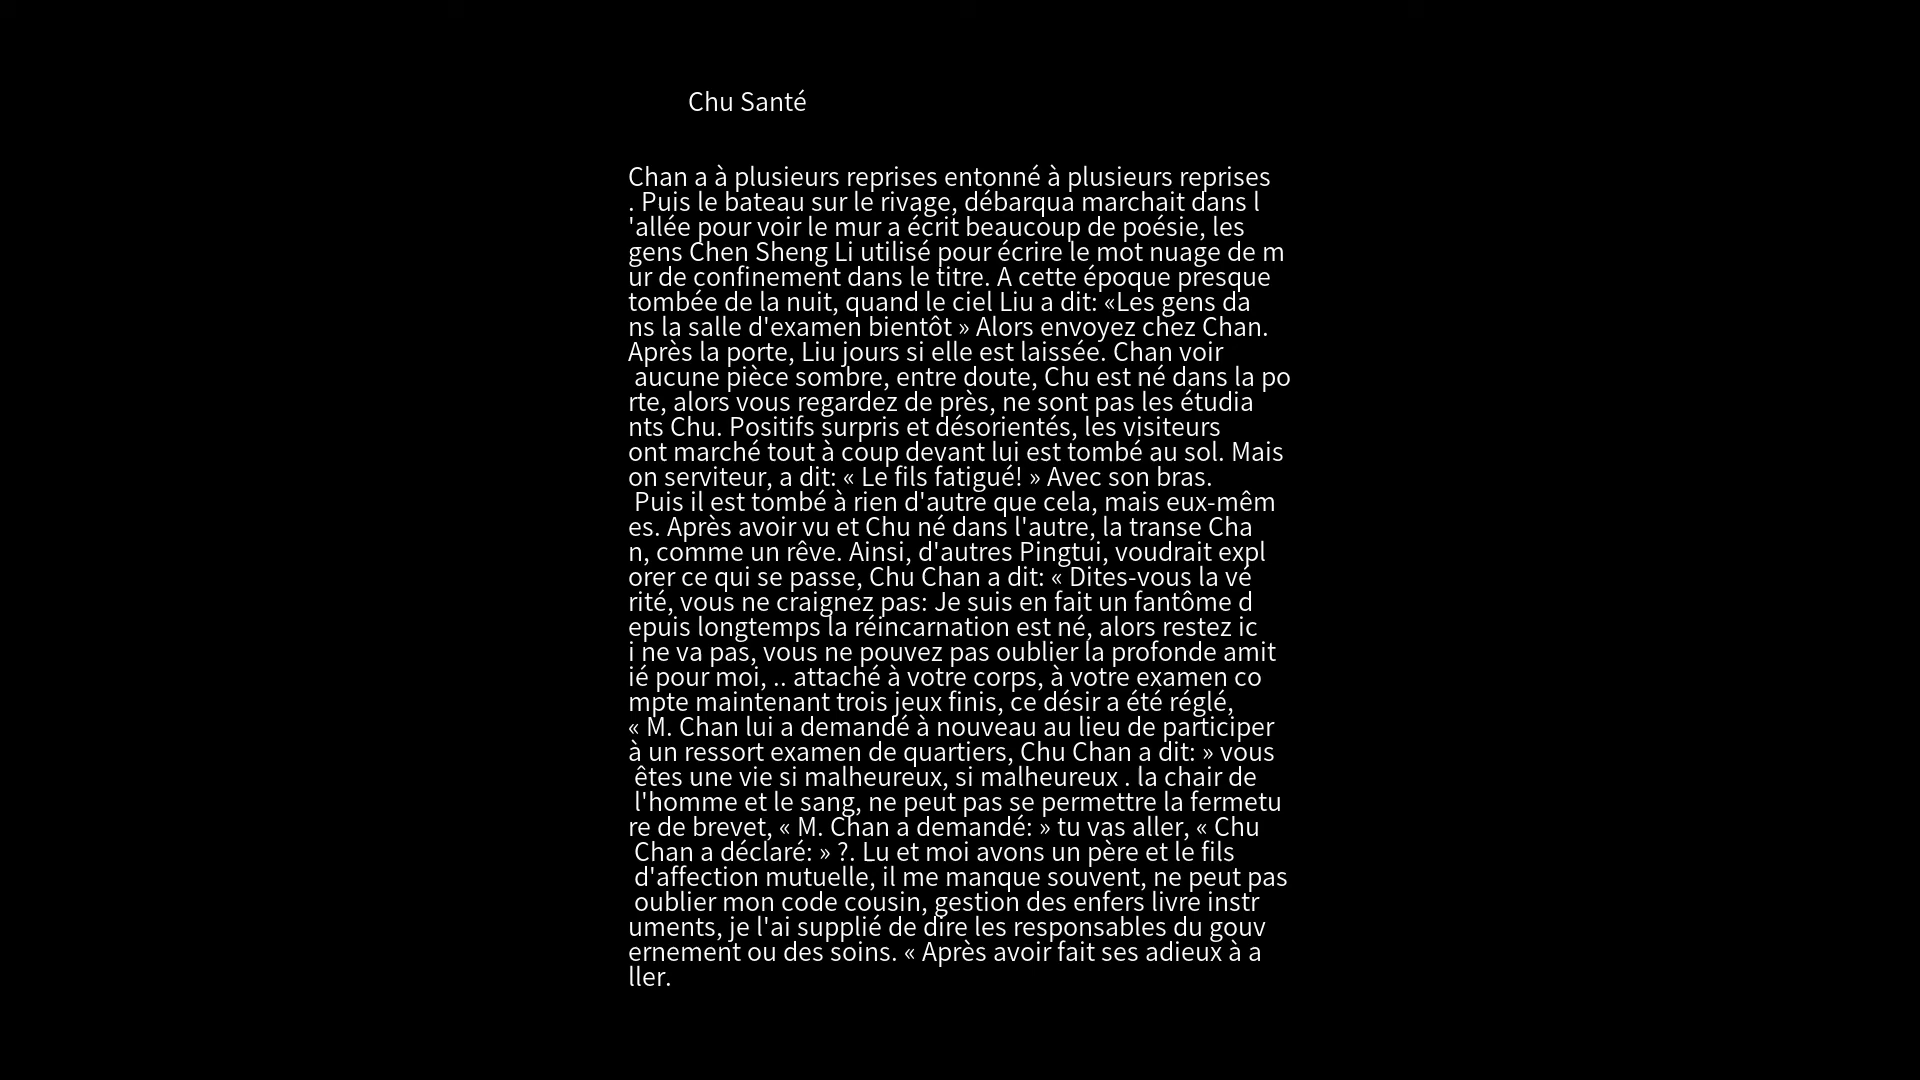 Chu Santé
Chan a à plusieurs reprises entonné à plusieurs reprises
. Puis le bateau sur le rivage, débarqua marchait dans l
'allée pour voir le mur a écrit beaucoup de poésie, les
gens Chen Sheng Li utilisé pour écrire le mot nuage de m
ur de confinement dans le titre. A cette époque presque
tombée de la nuit, quand le ciel Liu a dit: «Les gens da
ns la salle d'examen bientôt » Alors envoyez chez Chan.
Après la porte, Liu jours si elle est laissée. Chan voir
aucune pièce sombre, entre doute, Chu est né dans la po
rte, alors vous regardez de près, ne sont pas les étudia
nts Chu. Positifs surpris et désorientés, les visiteurs
ont marché tout à coup devant lui est tombé au sol. Mais
on serviteur, a dit: « Le fils fatigué! » Avec son bras.
Puis il est tombé à rien d'autre que cela, mais eux-mêm
es. Après avoir vu et Chu né dans l'autre, la transe Cha
n, comme un rêve. Ainsi, d'autres Pingtui, voudrait expl
orer ce qui se passe, Chu Chan a dit: « Dites-vous la vé
rité, vous ne craignez pas: Je suis en fait un fantôme d
epuis longtemps la réincarnation est né, alors restez ic
i ne va pas, vous ne pouvez pas oublier la profonde amit
ié pour moi, .. attaché à votre corps, à votre examen co
mpte maintenant trois jeux finis, ce désir a été réglé,
« M. Chan lui a demandé à nouveau au lieu de participer
à un ressort examen de quartiers, Chu Chan a dit: » vous
êtes une vie si malheureux, si malheureux . la chair de
l'homme et le sang, ne peut pas se permettre la fermetu
re de brevet, « M. Chan a demandé: » tu vas aller, « Chu
Chan a déclaré: » ?. Lu et moi avons un père et le fils
d'affection mutuelle, il me manque souvent, ne peut pas
oublier mon code cousin, gestion des enfers livre instr
uments, je l'ai supplié de dire les responsables du gouv
ernement ou des soins. « Après avoir fait ses adieux à a
ller.